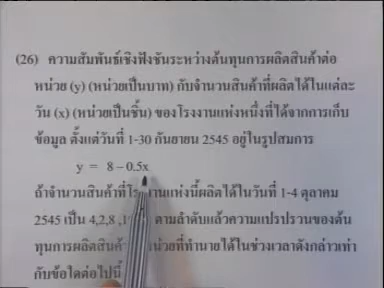 (26) ความสัมพันธ์เชิงฟังชันระหว่างต้นทุนการผลิตสินค้าต่อ
หน่วย (y) (หน่วยเป็นบาท) กับจำนวนสินค้าที่ผลิตได้ในแต่ละ
วัน (x) (หน่วยเป็นชิ้น) ของโรงงานแห่งหนึ่งที่ได้จากการเก็บ
ข้อมูล ตั้งแต่วันที่ 1-30 กันยายน 2545 อยู่ในรูปสมการ
y = 8 – 0.5x
ถ้าจำนวนสินค้าที่โรงงานแห่งนี้ผลิตได้ในวันที่ 1-4 ตุลาคม
2545 เป็น 4,2,8 ตามลำดับแล้วความแปรปรวนของต้น
ทุนการผลิตสินค้า ที่ทำนายได้ในช่วงเวลาดังกล่าวเท่า
กับข้อใดต่อไปนี้